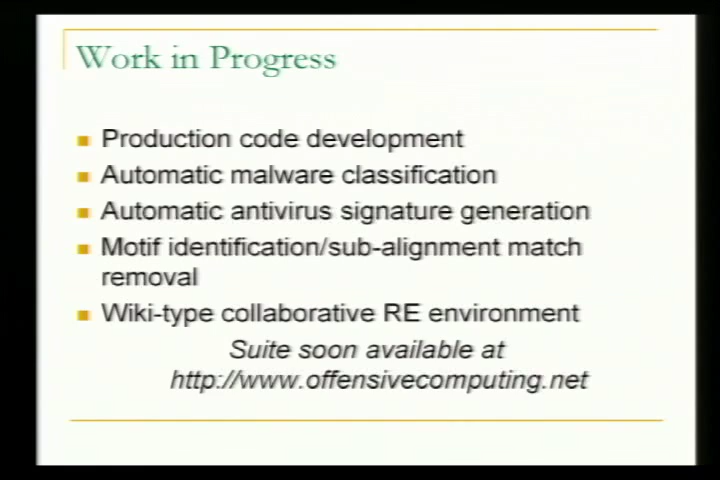 Work in Progress
Production code development
Automatic malware classification
Automatic antivirus signature generation
Motif identification/sub-alignment match
removal
Wiki-type collaborative RE environment
Suite soon available at
http://www.offensivecomputing.net